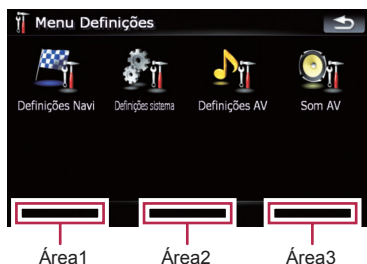 Menu Definições
Definições Navi Definições sistema Definições AV Som AV
Área1 Área2 Área3